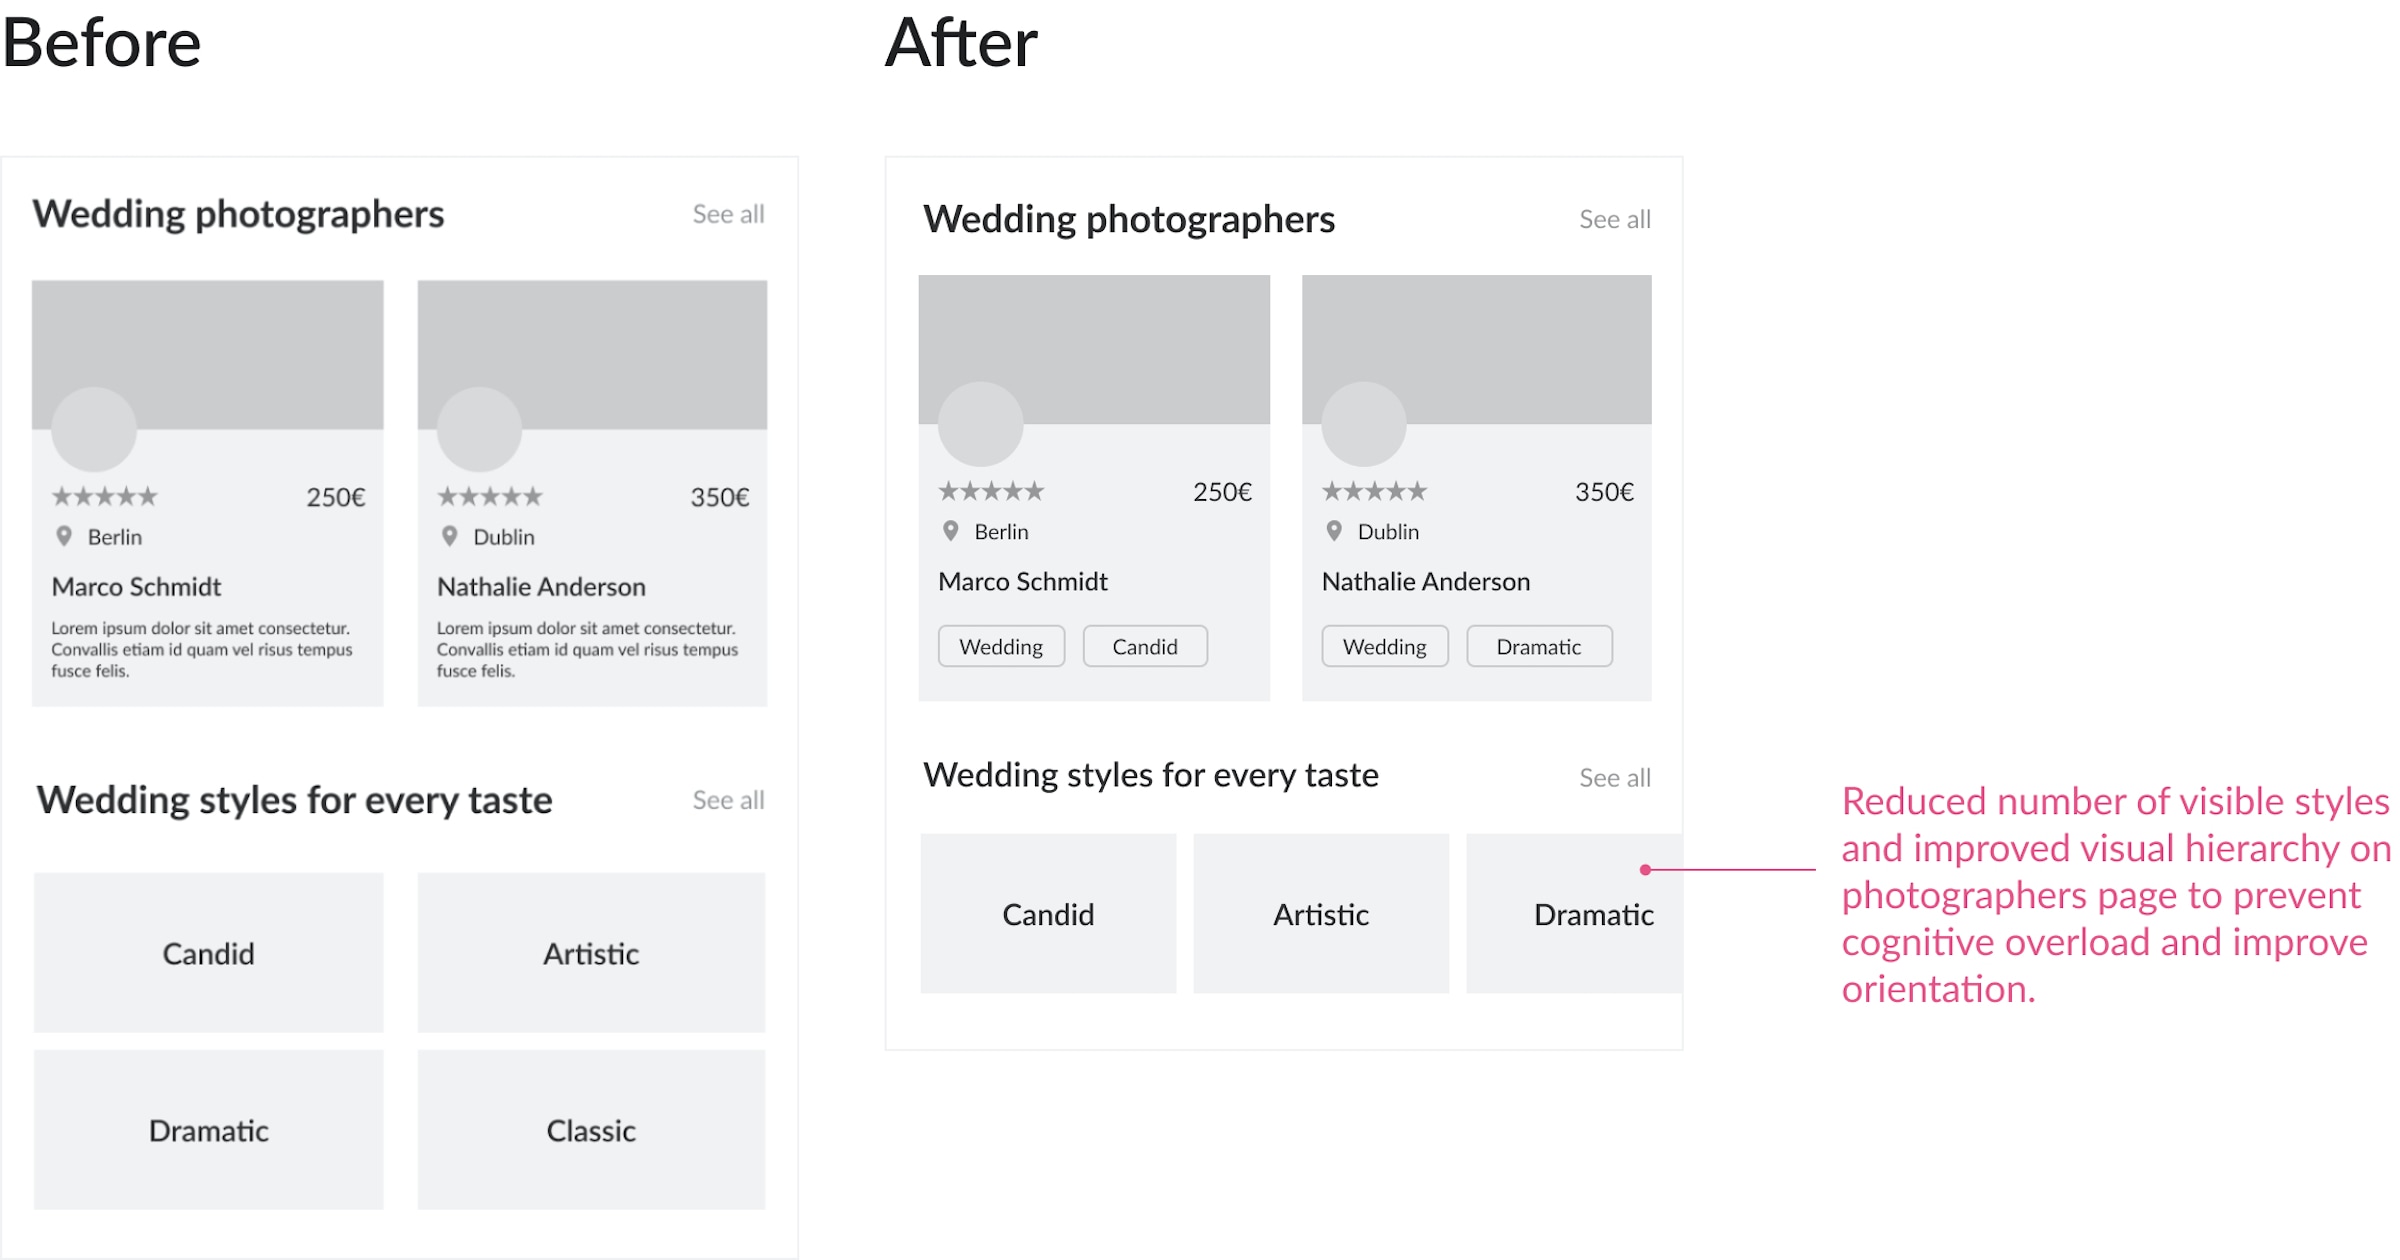 Before
Wedding photographers
See all
★★★★★ 250€
Berlin
Marco Schmidt
Lorem ipsum dolor sit amet consectetur.
Convallis etiam id quam vel risus tempus
fusce felis.
★★★★★ 350€
Dublin
Nathalie Anderson
Lorem ipsum dolor sit amet consectetur.
Convallis etiam id quam vel risus tempus
fusce felis.
Wedding styles for every taste
See all
Candid
Artistic
Dramatic
Classic
After
Wedding photographers
See all
★★★★★ 250€
Berlin
Marco Schmidt
Wedding
Candid
★★★★★ 350€
Dublin
Nathalie Anderson
Wedding
Dramatic
Wedding styles for every taste
See all
Candid
Artistic
Dramatic
Reduced number of visible styles
and improved visual hierarchy on
photographers page to prevent
cognitive overload and improve
orientation.